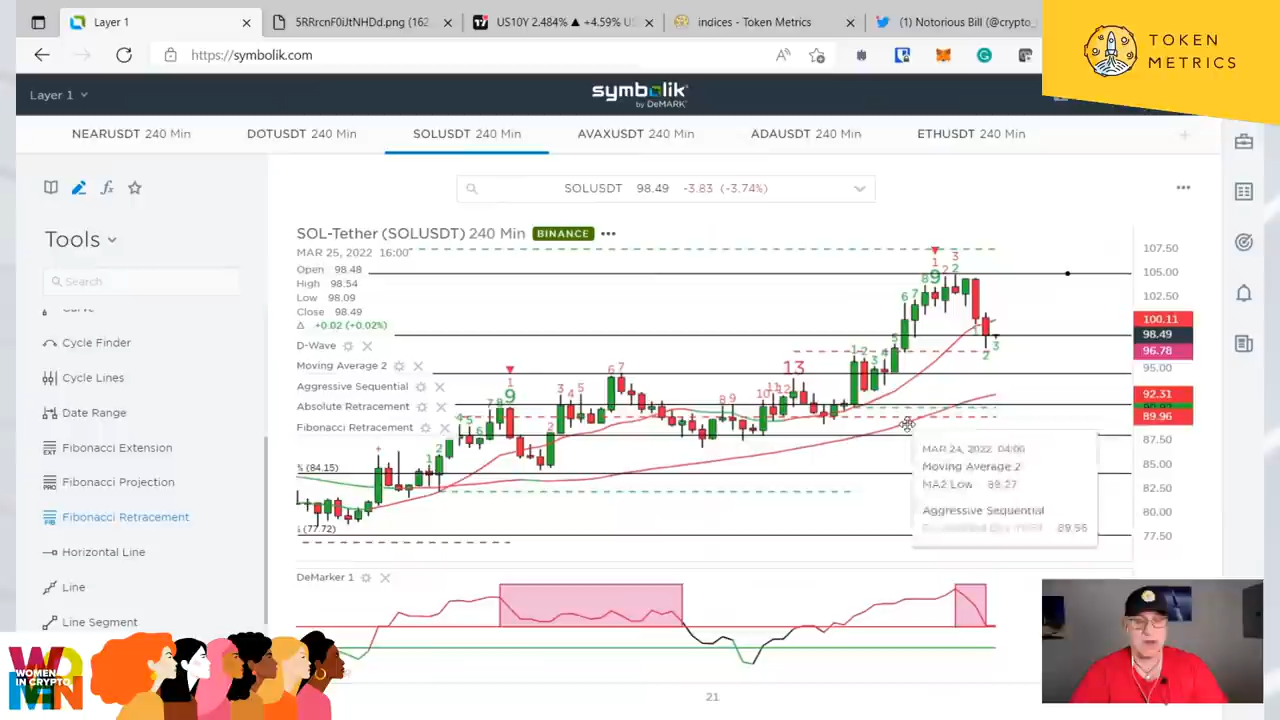 Layer 1
5RRrcnF0iJtNHDd.png (162
US10Y 2.484% ▲ +4.59% US
indices - Token Metrics
(1) Notorious Bill (@crypto_
TOKEN
METRICS
https://symbolik.com
Layer 1
symbolik
by DeMARK
NEARUSDT 240 Min
DOTUSDT 240 Min
SOLUSDT 240 Min
AVAXUSDT 240 Min
ADAUSDT 240 Min
ETHUSDT 240 Min
SOLUSDT 98.49 -3.83 (-3.74%)
Tools
Search
Cycle Finder
Cycle Lines
Date Range
Fibonacci Extension
Fibonacci Projection
Fibonacci Retracement
Horizontal Line
Line
Line Segment
SOL-Tether (SOLUSDT) 240 Min BINANCE
MAR 25, 2022 16:00
Open 98.48
High 98.54
Low 98.09
Close 98.49
Δ +0.02 (+0.02%)
D-Wave
Moving Average 2
Aggressive Sequential
Absolute Retracement
Fibonacci Retracement
% (84.15)
% (77.72)
107.50
105.00
102.50
100.11
98.49
96.78
95.00
92.31
89.96
87.50
85.00
82.50
80.00
77.50
MAR 24, 2022 04:00
Moving Average 2
MA2 Low 89.27
Aggressive Sequential
89.96
DeMarker 1
21
WOMEN
IN CRYPTO